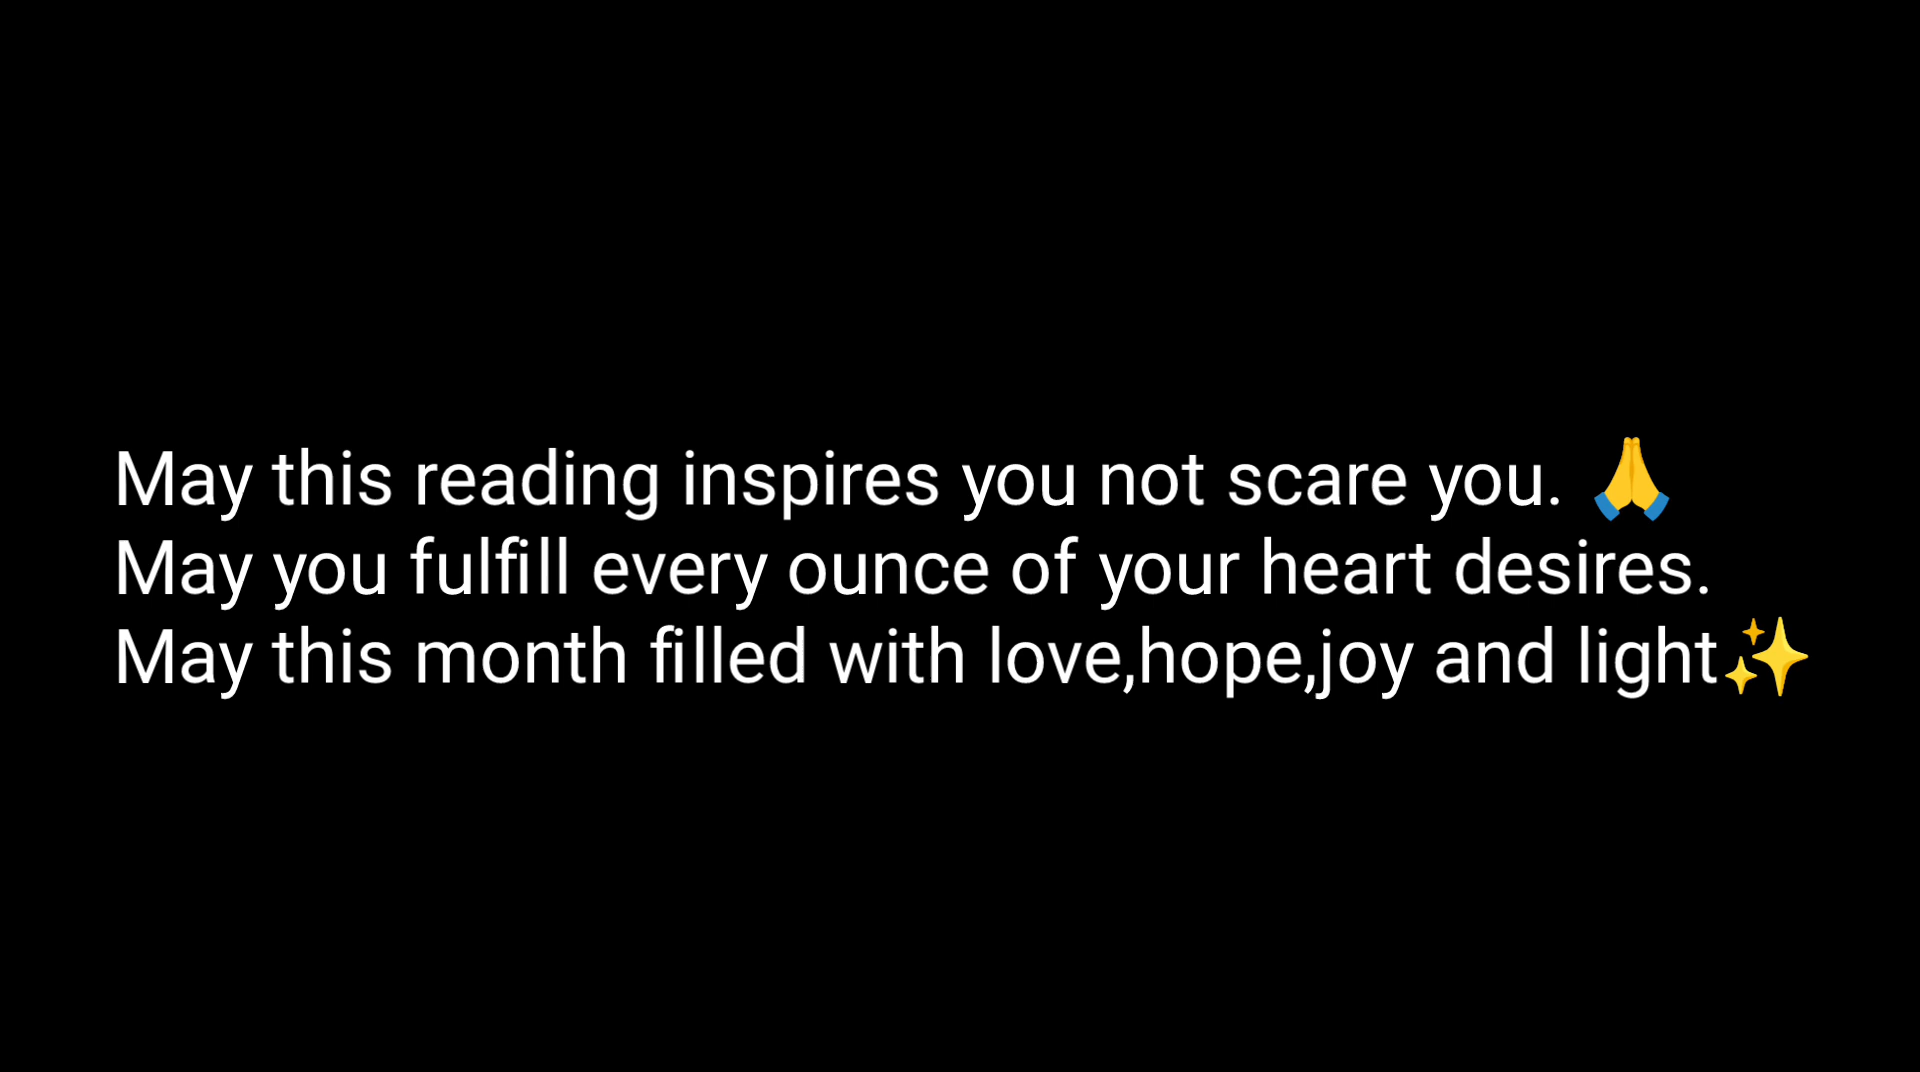 May this reading inspires you not scare you. 🙏
May you fulfill every ounce of your heart desires.
May this month filled with love,hope,joy and light✨